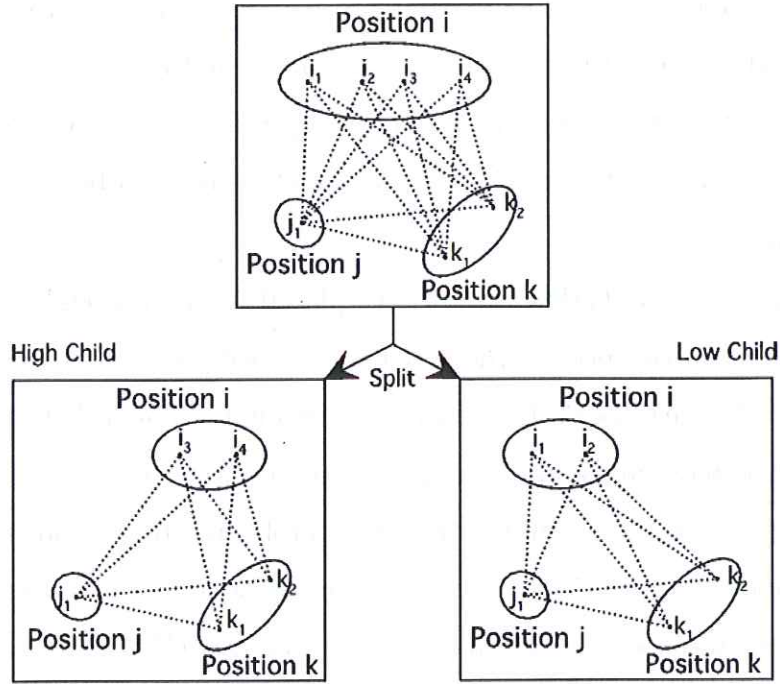 Position i
i₁ i₂ i₃ i₄
j₁ k₂
k₁
Position j
Position k
High Child
Low Child
Split
Position i
i₃ i₄
j₁ k₂
k₁
Position j
Position k
Position i
i₁ i₂
j₁ k₂
k₁
Position j
Position k